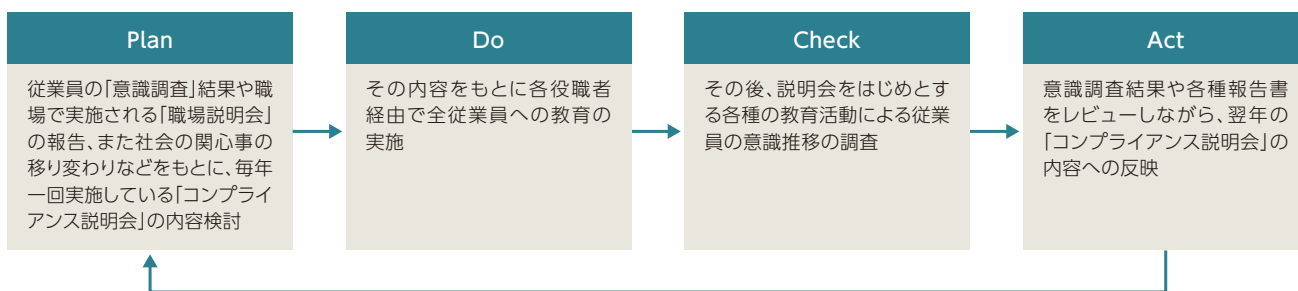 Plan
従業員の「意識調査」結果や職
場で実施される「職場説明会」
の報告、また社会の関心事の
移り変わりなどをもとに、毎年
一回実施している「コンプライ
アンス説明会」の内容検討
Do
その内容をもとに各役職者
経由で全従業員への教育の
実施
Check
その後、説明会をはじめとす
る各種の教育活動による従業
員の意識推移の調査
Act
意識調査結果や各種報告書
をレビューしながら、翌年の
「コンプライアンス説明会」の
内容への反映